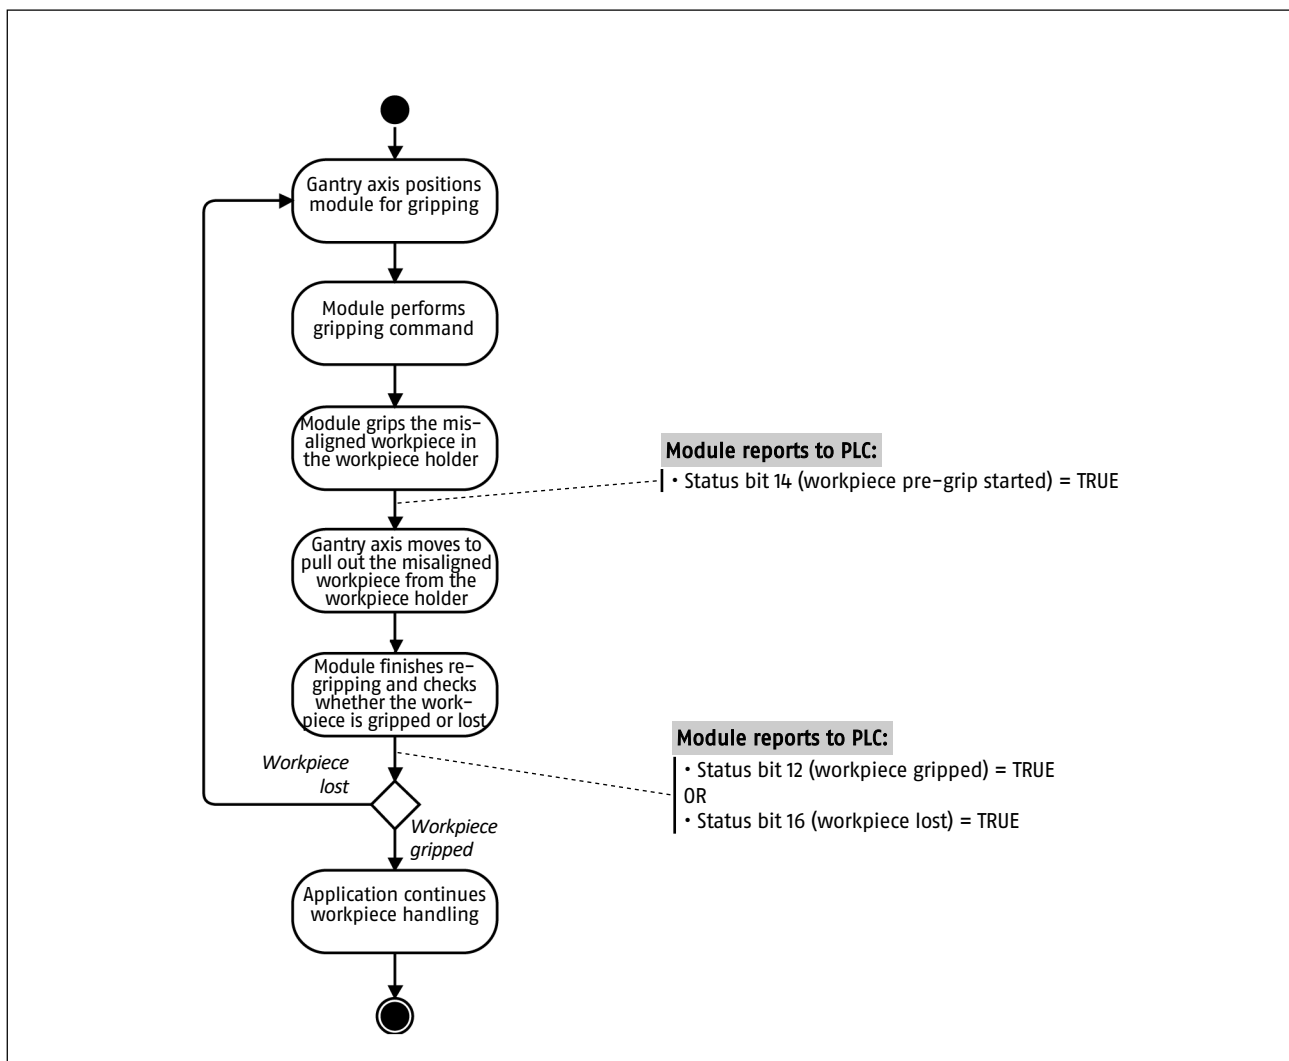 Gantry axis positions
module for gripping
Module performs
gripping command
Module grips the mis-
aligned workpiece in
the workpiece holder
Module reports to PLC:
• Status bit 14 (workpiece pre-grip started) = TRUE
Gantry axis moves to
pull out the misaligned
workpiece from the
workpiece holder
Module finishes re-
gripping and checks
whether the work-
piece is gripped or lost
Module reports to PLC:
• Status bit 12 (workpiece gripped) = TRUE
OR
• Status bit 16 (workpiece lost) = TRUE
Workpiece
lost
Workpiece
gripped
Application continues
workpiece handling